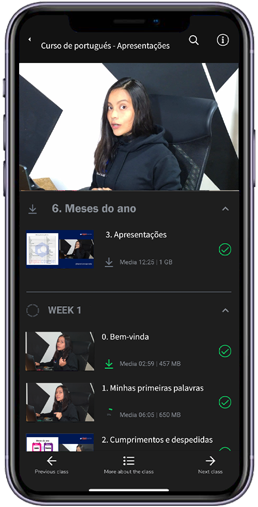 Curso de português - Apresentações
6. Meses do ano
3. Apresentações
Media 12:25 | 1 GB
WEEK 1
0. Bem-vinda
Media 02:59 | 457 MB
1. Minhas primeiras palavras
Media 06:05 | 650 MB
2. Cumprimentos e despedidas
Previous class
More about the class
Next class